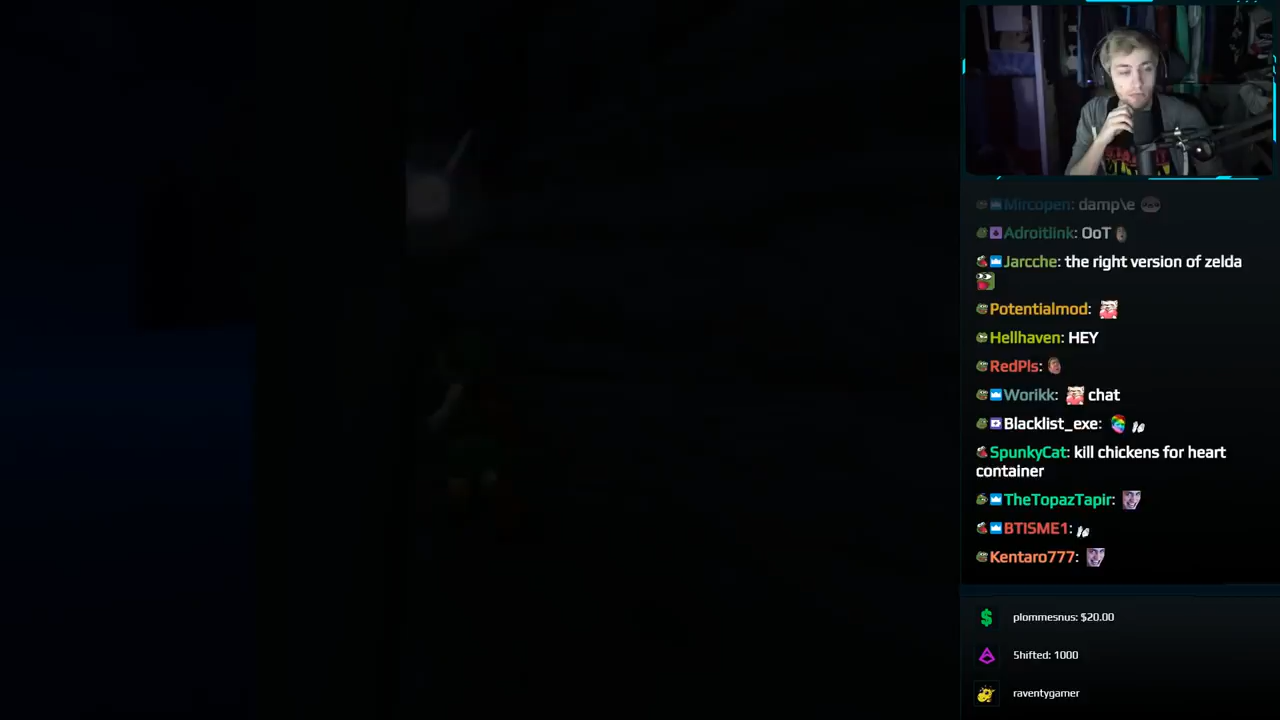 Mircopen: damp\e
Adroitlink: OoT
Jarcche: the right version of zelda
Potentialmod:
Hellhaven: HEY
RedPls:
Worikk: chat
Blacklist_exe:
SpunkyCat: kill chickens for heart
container
TheTopazTapir:
BTISME1:
Kentaro777:
plommesnus: $20.00
Shifted: 1000
raventygamer